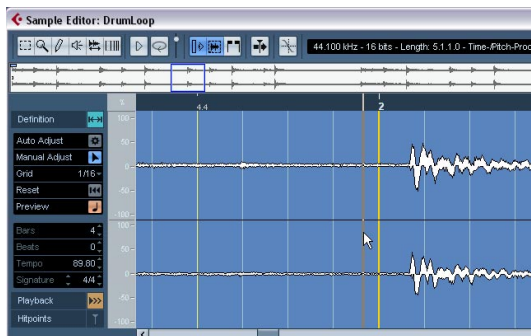 Sample Editor: DrumLoop
44.100 kHz - 16 bits - Length: 5.1.1.0 - Time-/Pitch-Proc
%
4.4
2
Definition
Auto Adjust
Manual Adjust
Grid 1/16
Reset
Preview
Bars 4
Beats 0
Tempo 89.80
Signature 4/4
Playback
Hitpoints
100
50
0
-50
-100
100
50
0
-50
-100